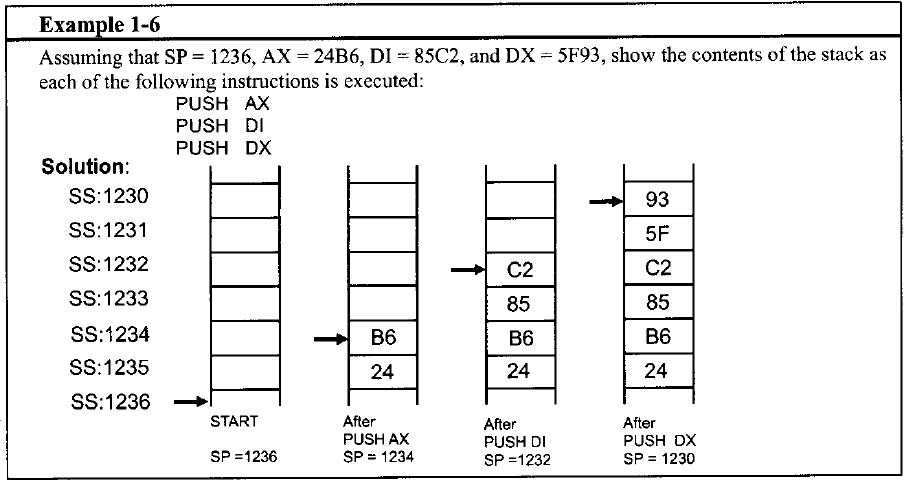 Example 1-6
Assuming that SP = 1236, AX = 24B6, DI = 85C2, and DX = 5F93, show the contents of the stack as
each of the following instructions is executed:
PUSH AX
PUSH DI
PUSH DX
Solution:
SS:1230 93
SS:1231 5F
SS:1232 C2 C2
SS:1233 85 85
SS:1234 B6 B6 B6
SS:1235 24 24 24
SS:1236
START After After After
PUSH AX PUSH DI PUSH DX
SP =1236 SP = 1234 SP =1232 SP = 1230